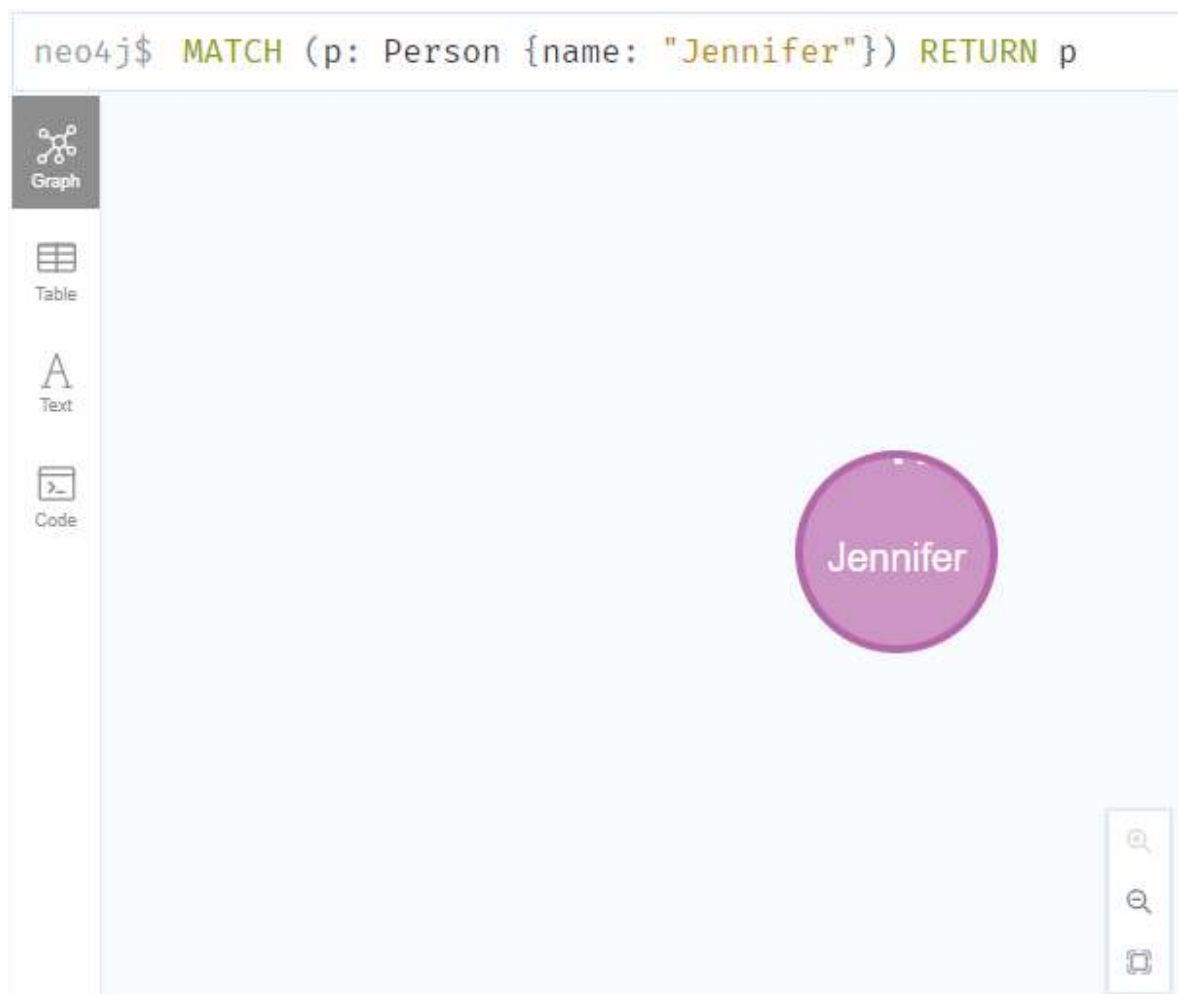 neo4j$ MATCH (p: Person {name: "Jennifer"}) RETURN p
Graph
Table
A
Text
>_
Code
Jennifer